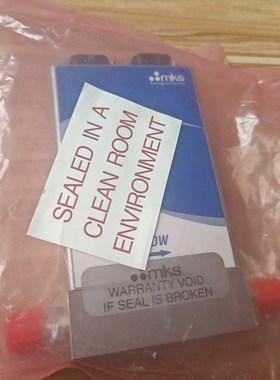 mks
SEALED IN A
CLEAN ROOM
ENVIRONMENT
OW
mks
WARRANTY VOID
IF SEAL IS BROKEN